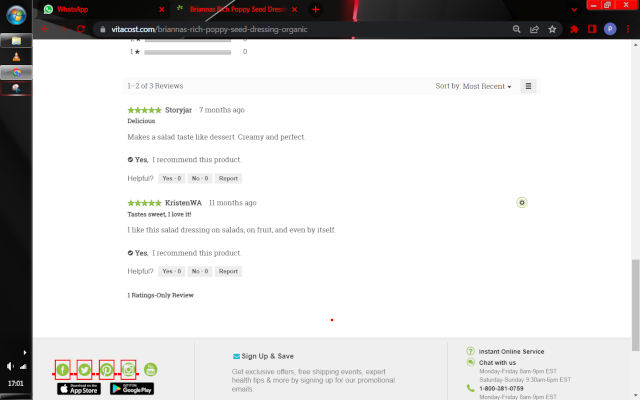 WhatsApp
Briannas Rich Poppy Seed Dressi
vitacost.com/briannas-rich-poppy-seed-dressing-organic
1 ★ 0
1–2 of 3 Reviews
Sort by: Most Recent
Storyjar · 7 months ago
Delicious
Makes a salad taste like dessert. Creamy and perfect.
Yes, I recommend this product.
Helpful? Yes · 0 No · 0 Report
KristenWA · 11 months ago
Tastes sweet, I love it!
I like this salad dressing on salads, on fruit, and even by itself.
Yes, I recommend this product.
Helpful? Yes · 0 No · 0 Report
1 Ratings-Only Review
Download on the App Store
GET IT ON Google Play
Sign Up & Save
Get exclusive offers, free shipping events, expert
health tips & more by signing up for our promotional
emails.
Instant Online Service
Chat with us
Monday-Friday 8am-9pm EST
Saturday-Sunday 9:30am-6pm EST
1-800-381-0759
Monday-Friday 8am-9pm EST
17:01